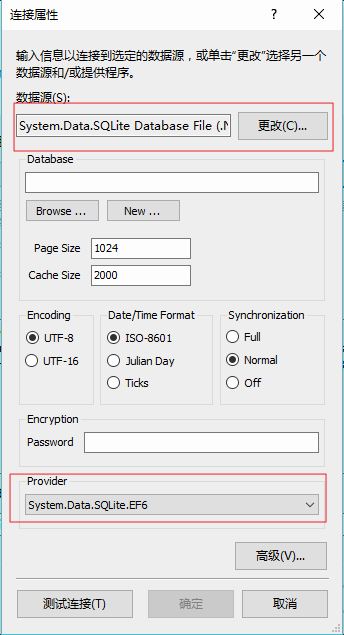 连接属性
输入信息以连接到选定的数据源，或单击“更改”选择另一个
数据源和/或提供程序。
数据源(S):
System.Data.SQLite Database File (.N
更改(C)...
Database
Browse ... New ...
Page Size 1024
Cache Size 2000
Encoding Date/Time Format Synchronization
UTF-8 ISO-8601 Full
UTF-16 Julian Day Normal
Ticks Off
Encryption
Password
Provider
System.Data.SQLite.EF6
高级(V)...
测试连接(T) 确定 取消